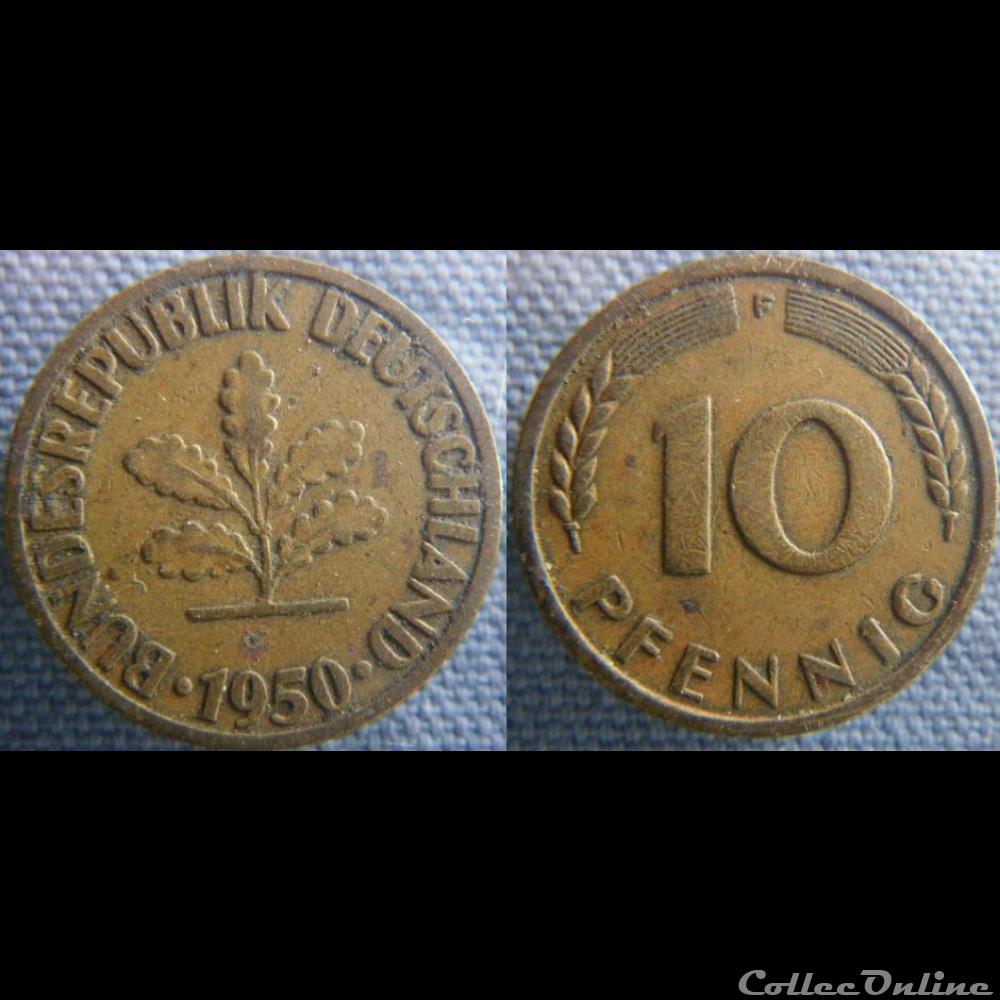 BUNDESREPUBLIK DEUTSCHLAND
· 1950 ·
F
10
PFENNIG
CollecOnline